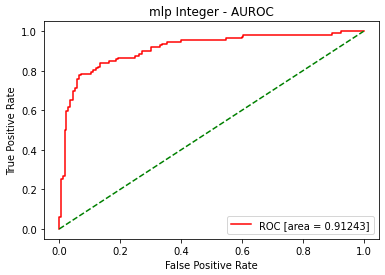 mlp Integer - AUROC
True Positive Rate
1.0
0.8
0.6
0.4
0.2
0.0
ROC [area = 0.91243]
0.0 0.2 0.4 0.6 0.8 1.0
False Positive Rate